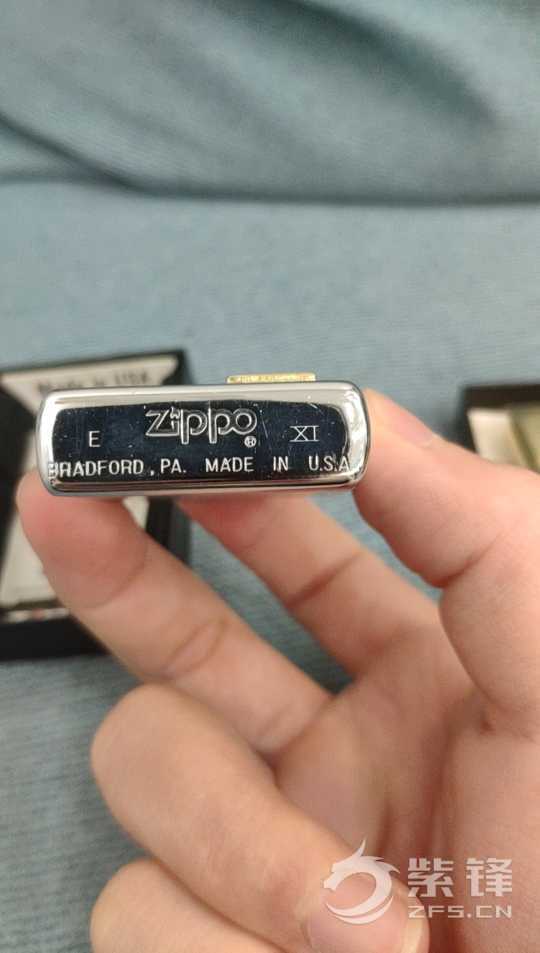 Zippo®
E XI
BRADFORD, PA. MADE IN U.S.A.
紫锋
ZFS.CN